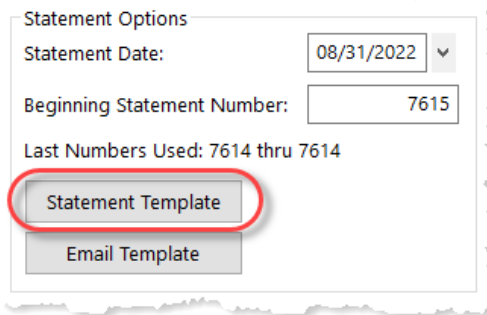 Statement Options
Statement Date: 08/31/2022
Beginning Statement Number: 7615
Last Numbers Used: 7614 thru 7614
Statement Template
Email Template